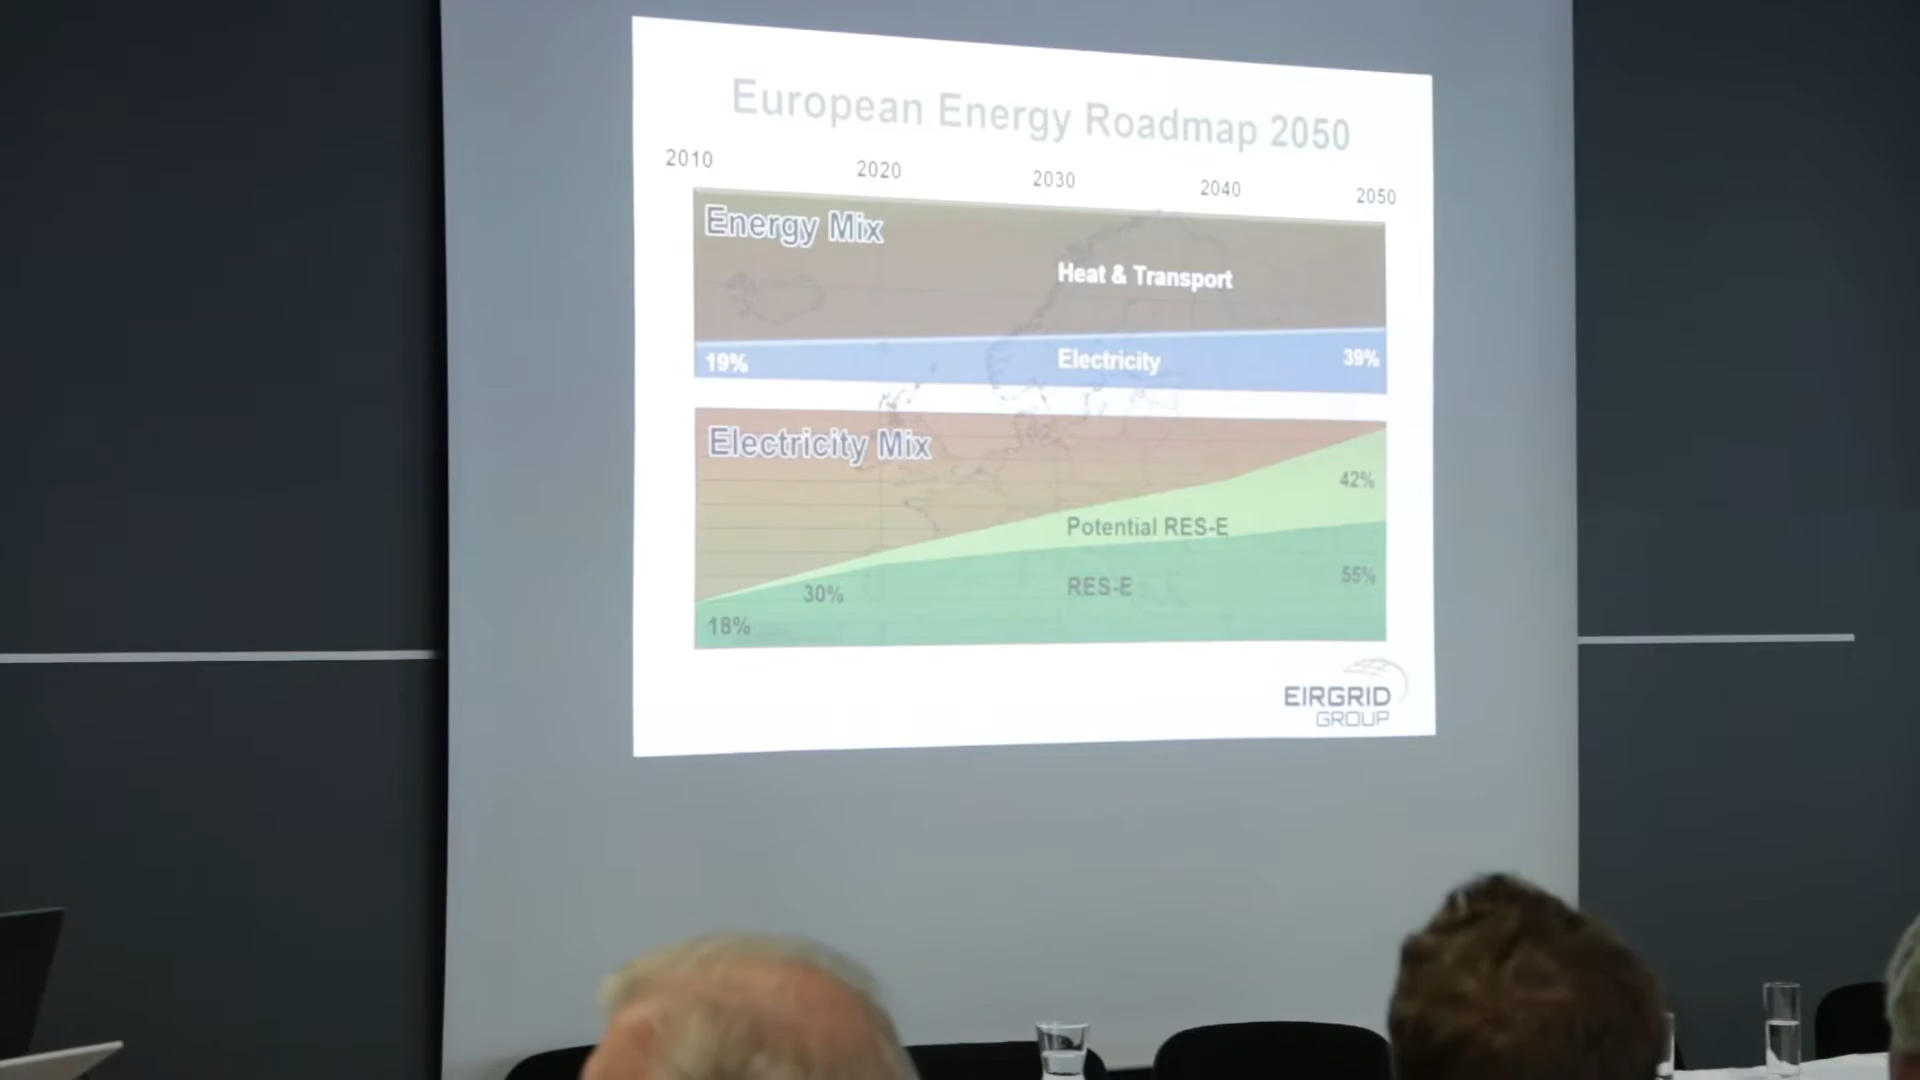 European Energy Roadmap 2050
2010 2020 2030 2040 2050
Energy Mix
Heat & Transport
19% Electricity 39%
Electricity Mix
42%
Potential RES-E
30% RES-E 55%
18%
EIRGRID
GROUP